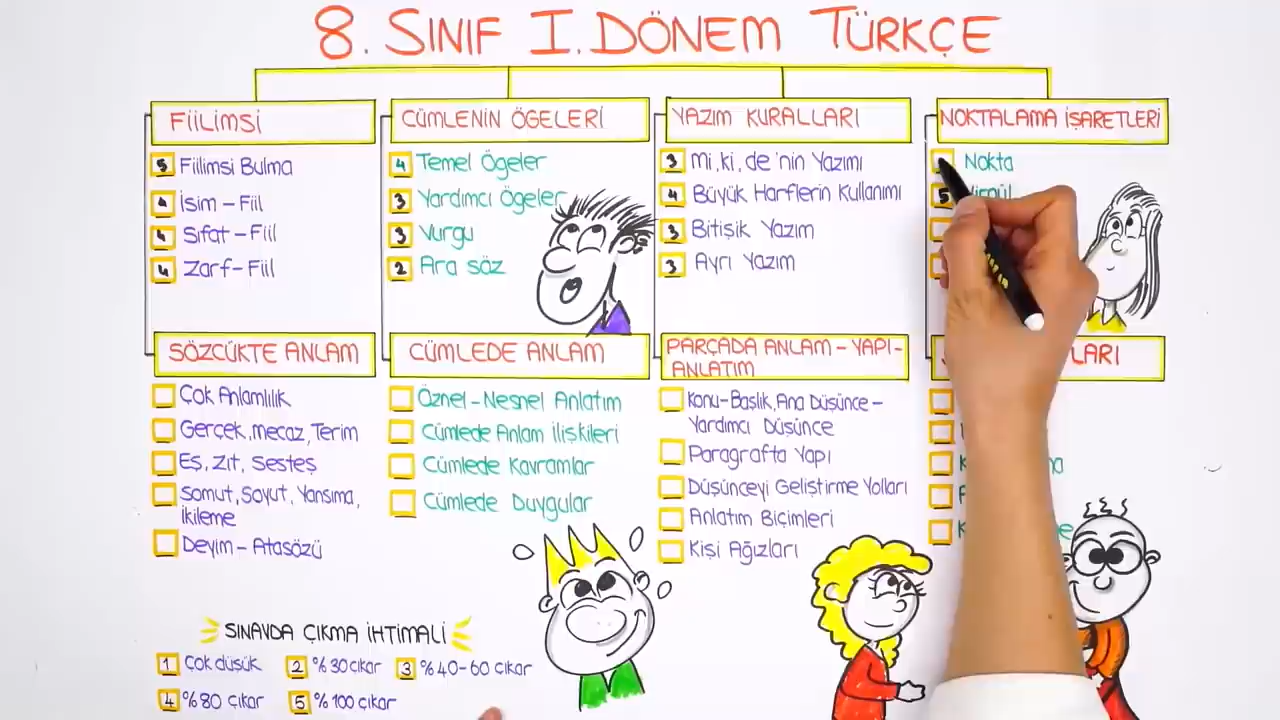 8. SINIF I. DÖNEM TÜRKÇE
FİİLİMSİ
5 Fiilimsi Bulma
4 İsim - Fiil
4 Sıfat - Fiil
4 Zarf - Fiil
CÜMLENİN ÖGELERİ
4 Temel Ögeler
3 Yardımcı Ögeler
3 Vurgu
2 Ara söz
YAZIM KURALLARI
3 mi, ki, de 'nin Yazımı
4 Büyük Harflerin Kullanımı
3 Bitişik Yazım
3 Ayrı Yazım
NOKTALAMA İŞARETLERİ
Nokta
5 Virgül
SÖZCÜKTE ANLAM
Çok Anlamlılık
Gerçek, mecaz, Terim
Eş, Zıt, Sesteş
Somut, Soyut, Yansıma,
İkileme
Deyim - Atasözü
CÜMLEDE ANLAM
Öznel - Nesnel Anlatım
Cümlede Anlam ilişkileri
Cümlede Kavramlar
Cümlede Duygular
PARÇADA ANLAM - YAPI -
ANLATIM
Konu-Başlık, Ana Düşünce -
Yardımcı Düşünce
Paragrafta Yapı
Düşünceyi Geliştirme Yolları
Anlatım Biçimleri
Kişi Ağızları
SINAVDA ÇIKMA İHTİMALİ
1 Çok düşük 2 %30 çıkar 3 %40-60 çıkar
4 %80 çıkar 5 %100 çıkar